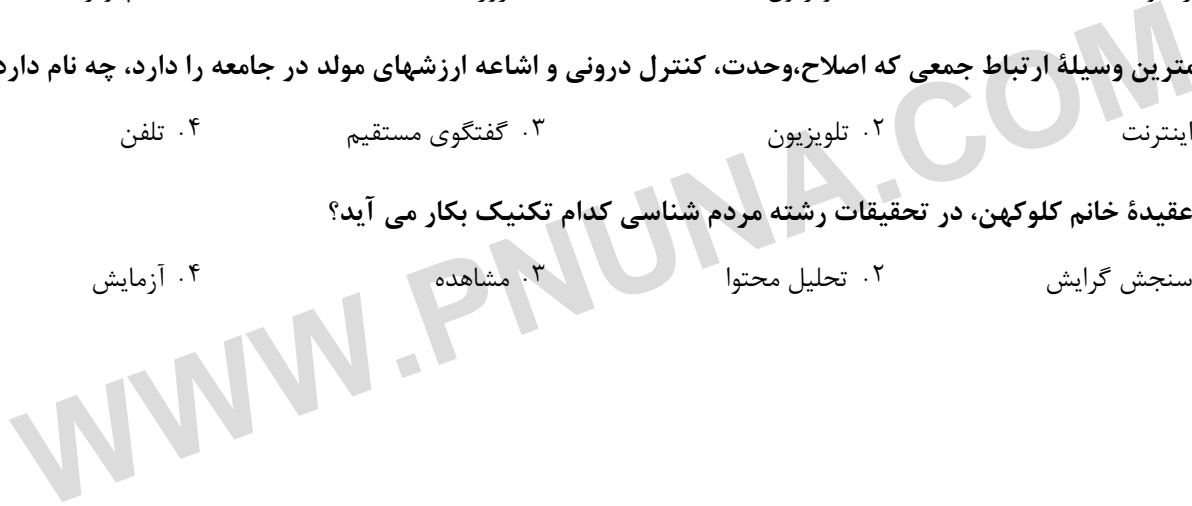 مترین وسیلۀ ارتباط جمعی که اصلاح،وحدت، کنترل درونی و اشاعه ارزشهای مولد در جامعه را دارد، چه نام دارد
اینترنت ۲. تلویزیون ۳. گفتگوی مستقیم ۴. تلفن
عقیدۀ خانم کلوکهن، در تحقیقات رشته مردم شناسی کدام تکنیک بکار می آید؟
سنجش گرایش ۲. تحلیل محتوا ۳. مشاهده ۴. آزمایش
WWW.PNUNA.COM